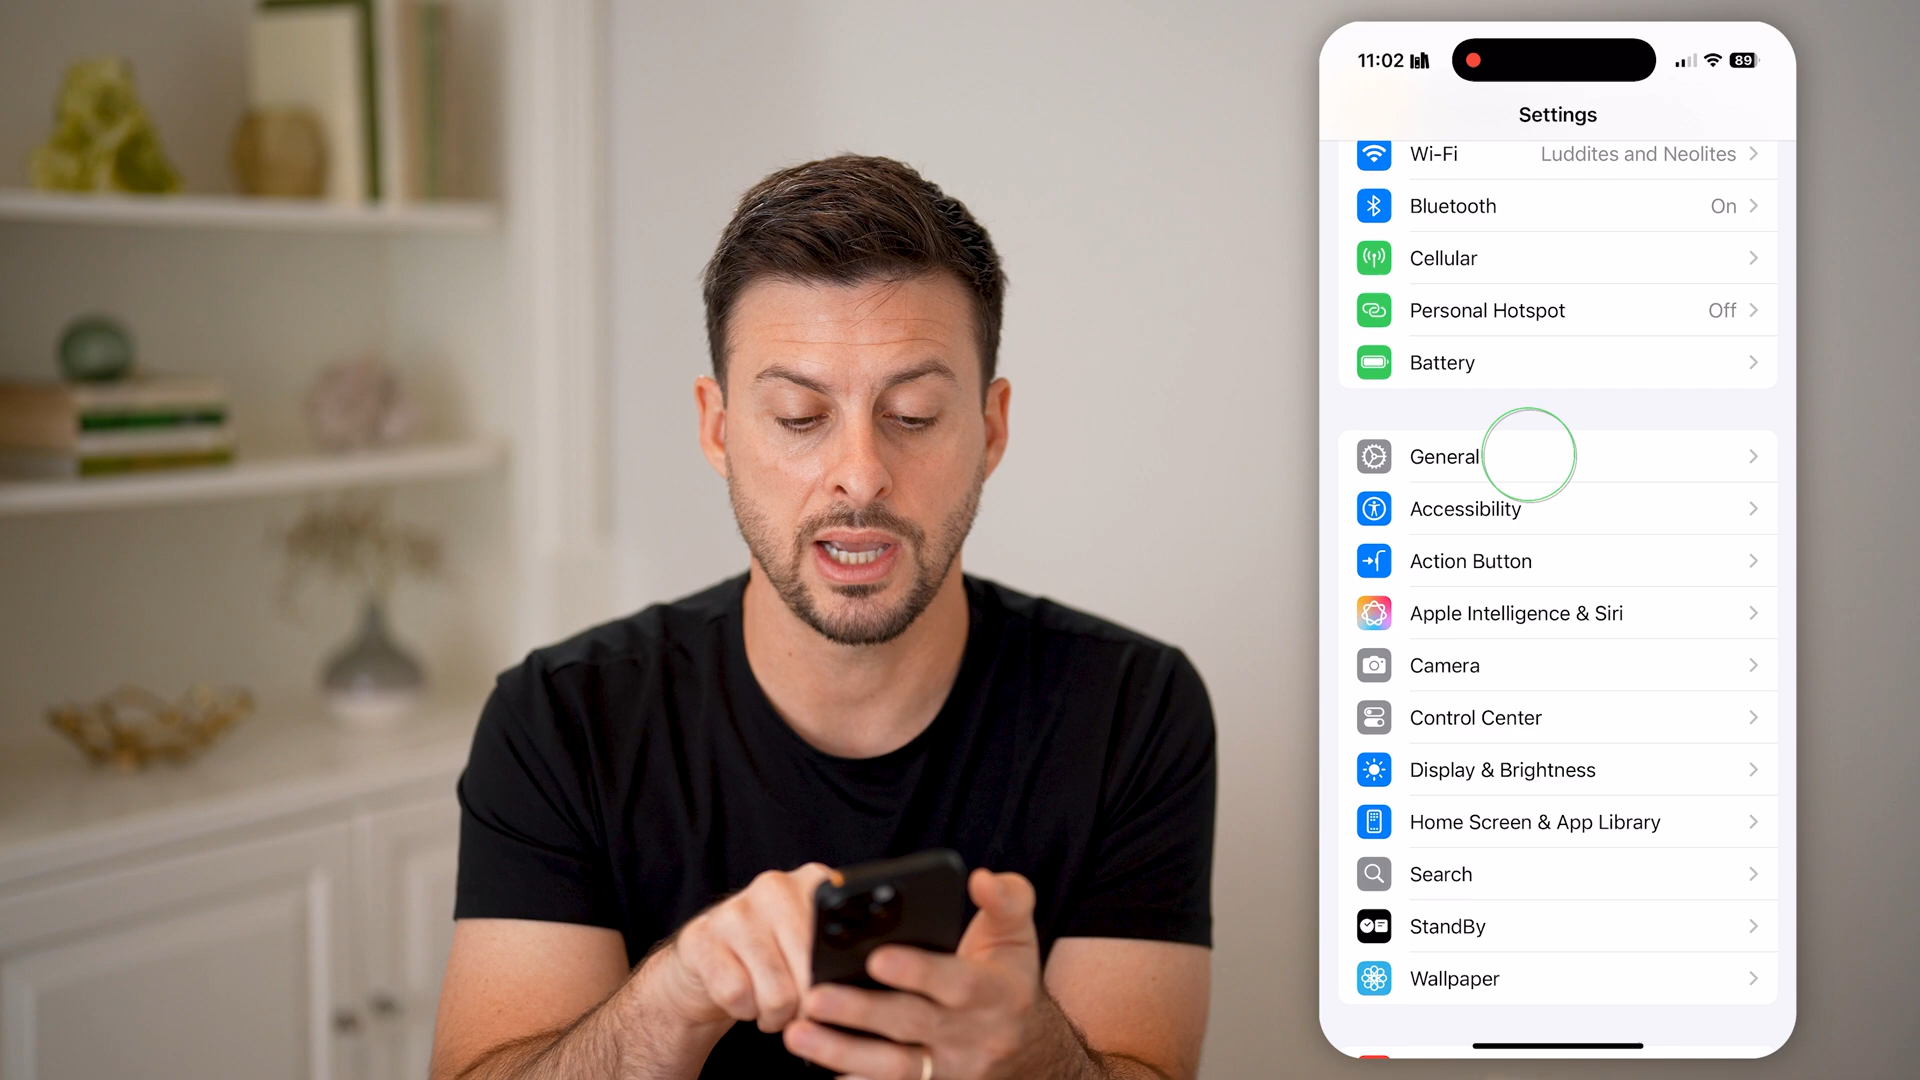 11:02
89
Settings
Wi-Fi Luddites and Neolites
Bluetooth On
Cellular
Personal Hotspot Off
Battery
General
Accessibility
Action Button
Apple Intelligence & Siri
Camera
Control Center
Display & Brightness
Home Screen & App Library
Search
StandBy
Wallpaper